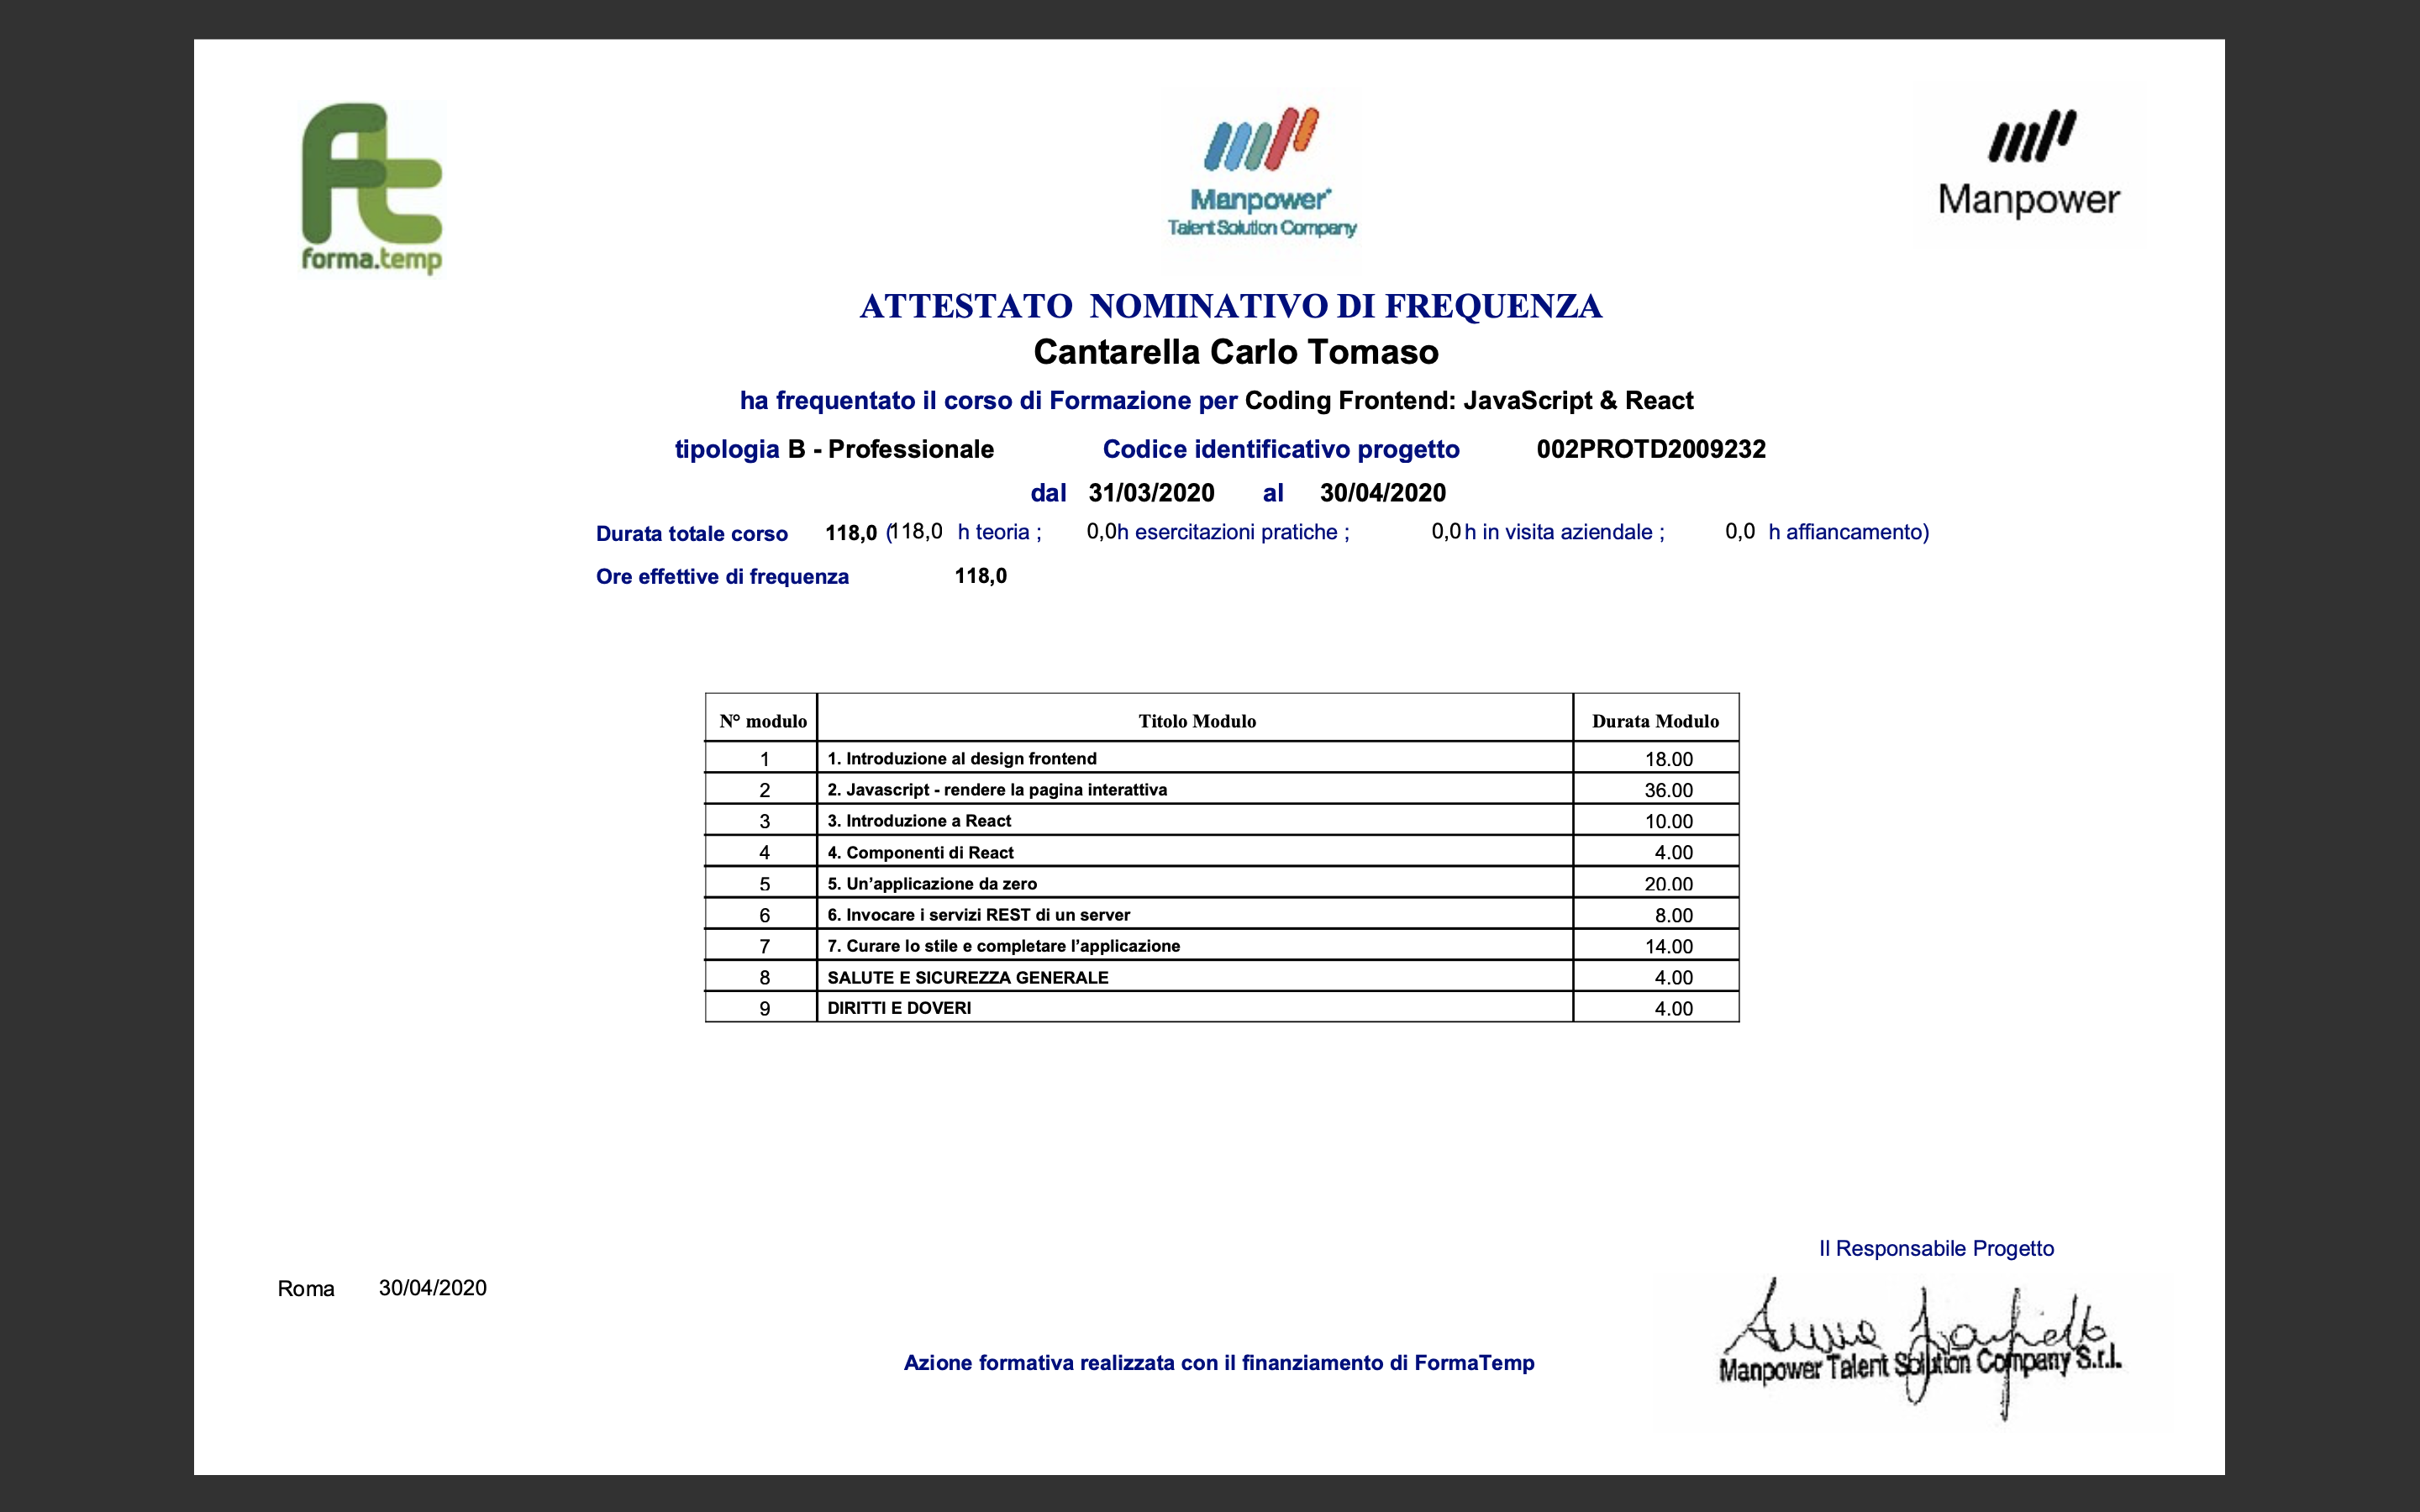 forma.temp
Manpower
Talent Solution Company
Manpower
ATTESTATO NOMINATIVO DI FREQUENZA
Cantarella Carlo Tomaso
ha frequentato il corso di Formazione per Coding Frontend: JavaScript & React
tipologia B - Professionale Codice identificativo progetto 002PROTD2009232
dal 31/03/2020 al 30/04/2020
Durata totale corso 118,0 (118,0 h teoria ; 0,0h esercitazioni pratiche ; 0,0 h in visita aziendale ; 0,0 h affiancamento)
Ore effettive di frequenza 118,0
N° modulo Titolo Modulo Durata Modulo
1 1. Introduzione al design frontend 18.00
2 2. Javascript - rendere la pagina interattiva 36.00
3 3. Introduzione a React 10.00
4 4. Componenti di React 4.00
5 5. Un’applicazione da zero 20.00
6 6. Invocare i servizi REST di un server 8.00
7 7. Curare lo stile e completare l’applicazione 14.00
8 SALUTE E SICUREZZA GENERALE 4.00
9 DIRITTI E DOVERI 4.00
Il Responsabile Progetto
Roma 30/04/2020
Manpower Talent Solution Company S.r.l.
Azione formativa realizzata con il finanziamento di FormaTemp